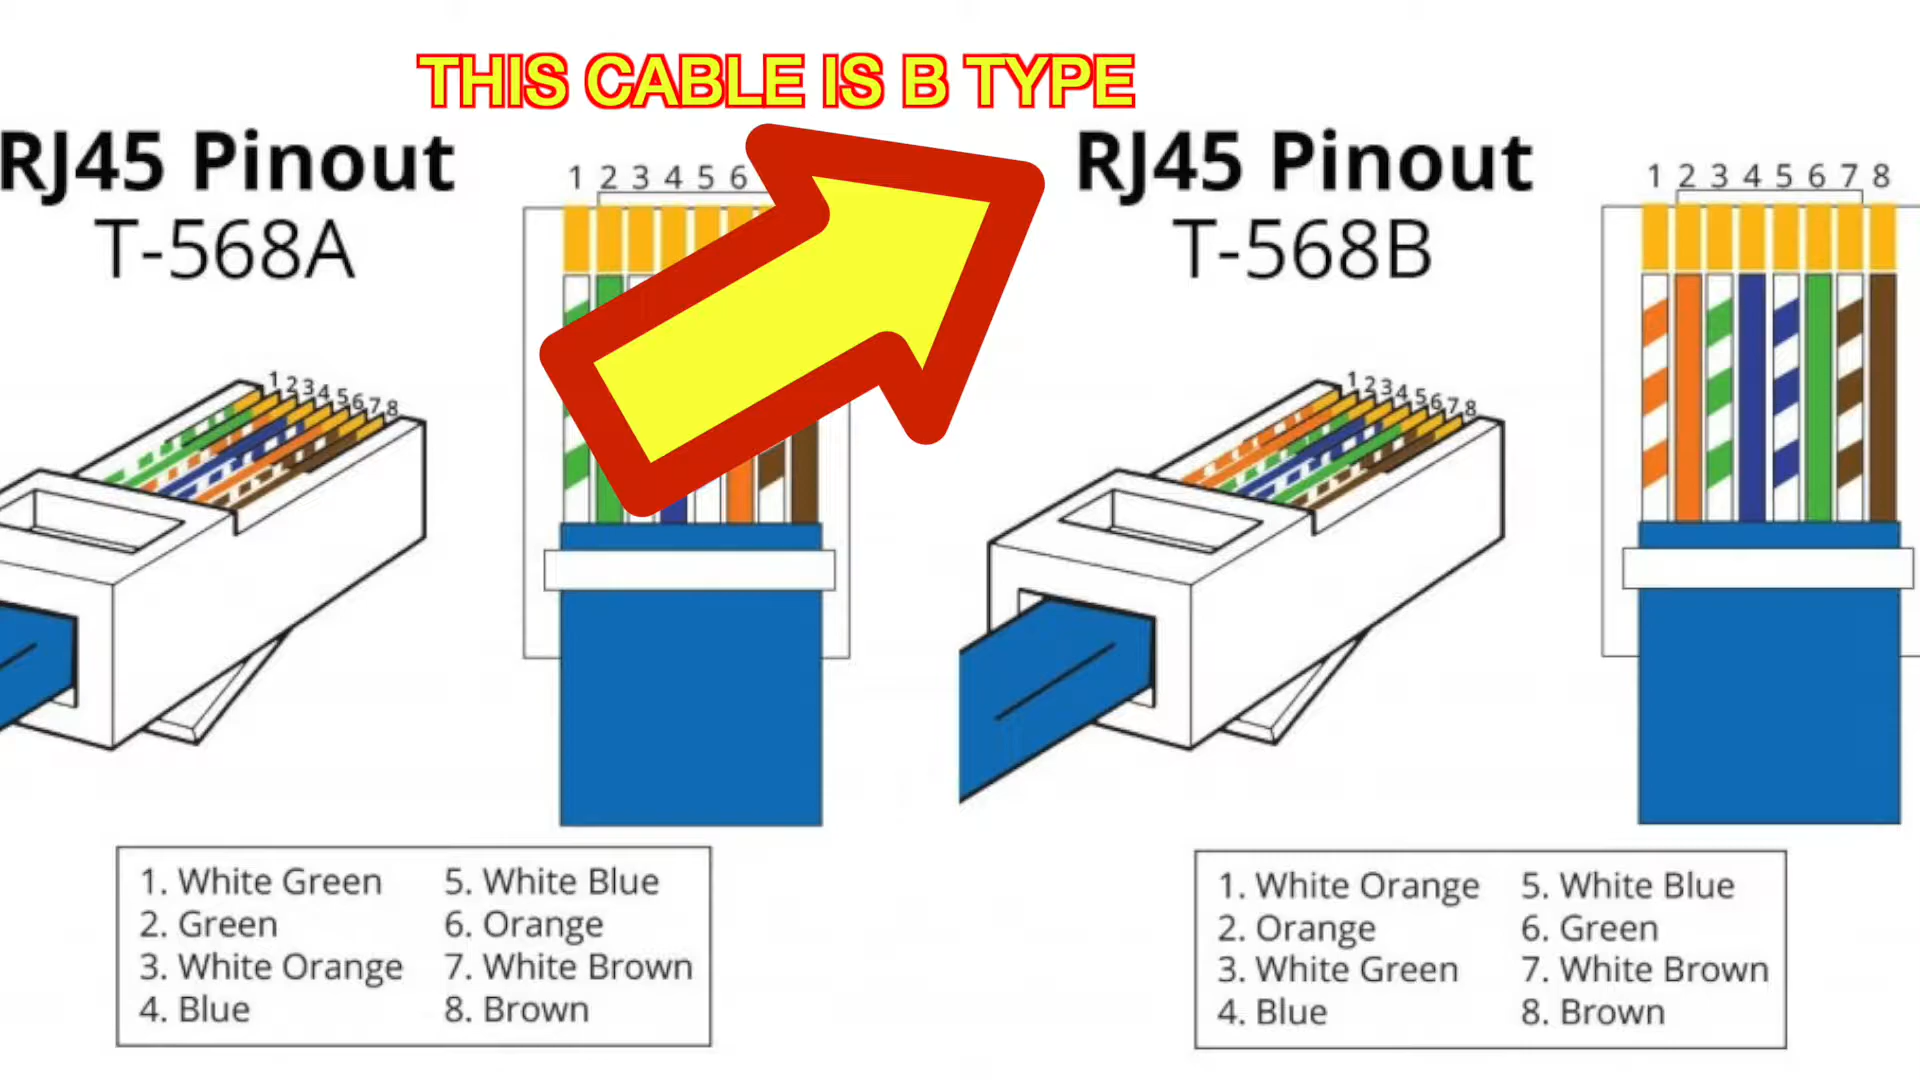 THIS CABLE IS B TYPE
RJ45 Pinout
T-568A
1 2 3 4 5 6
1 2 3 4 5 6 7 8
1. White Green
2. Green
3. White Orange
4. Blue
5. White Blue
6. Orange
7. White Brown
8. Brown
RJ45 Pinout
T-568B
1 2 3 4 5 6 7 8
1 2 3 4 5 6 7 8
1. White Orange
2. Orange
3. White Green
4. Blue
5. White Blue
6. Green
7. White Brown
8. Brown